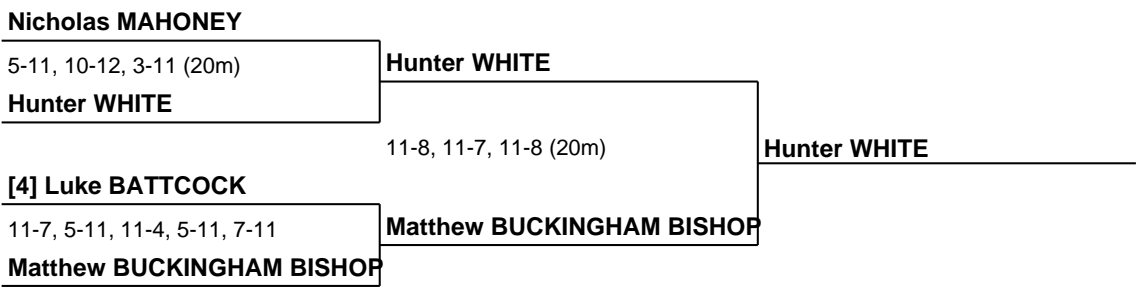 Nicholas MAHONEY
5-11, 10-12, 3-11 (20m)
Hunter WHITE
Hunter WHITE
11-8, 11-7, 11-8 (20m)
Hunter WHITE
[4] Luke BATTCOCK
11-7, 5-11, 11-4, 5-11, 7-11
Matthew BUCKINGHAM BISHOP
Matthew BUCKINGHAM BISHOP